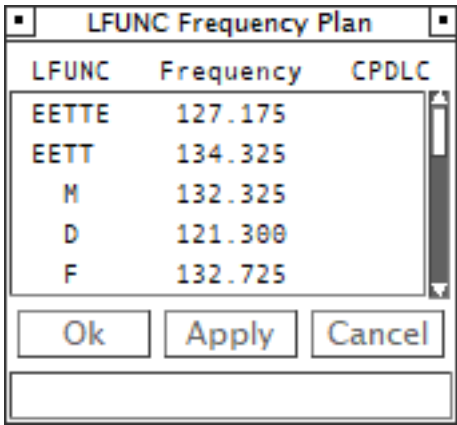 LFUNC Frequency Plan
LFUNC Frequency CPDLC
EETTE 127.175
EETT 134.325
M 132.325
D 121.300
F 132.725
Ok Apply Cancel